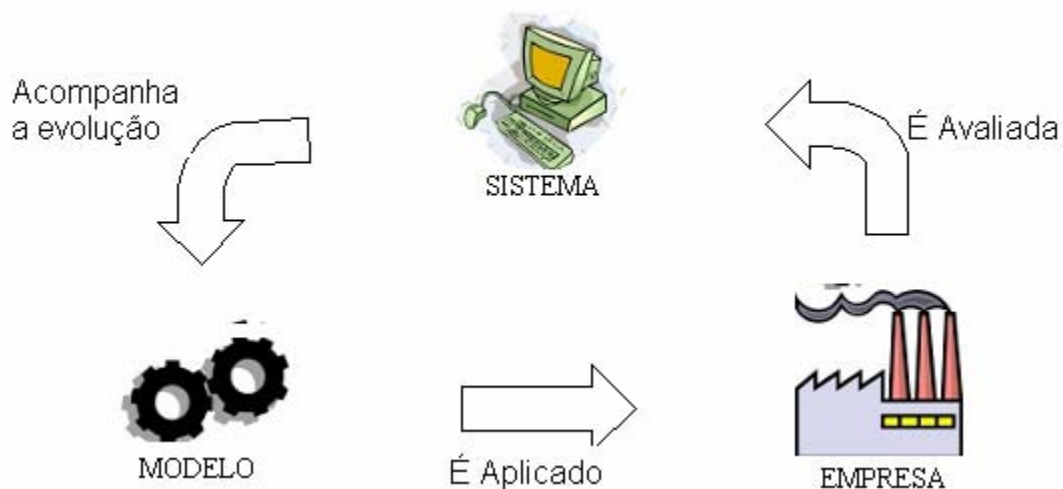 Acompanha
a evolução
É Avaliada
SISTEMA
MODELO
É Aplicado
EMPRESA